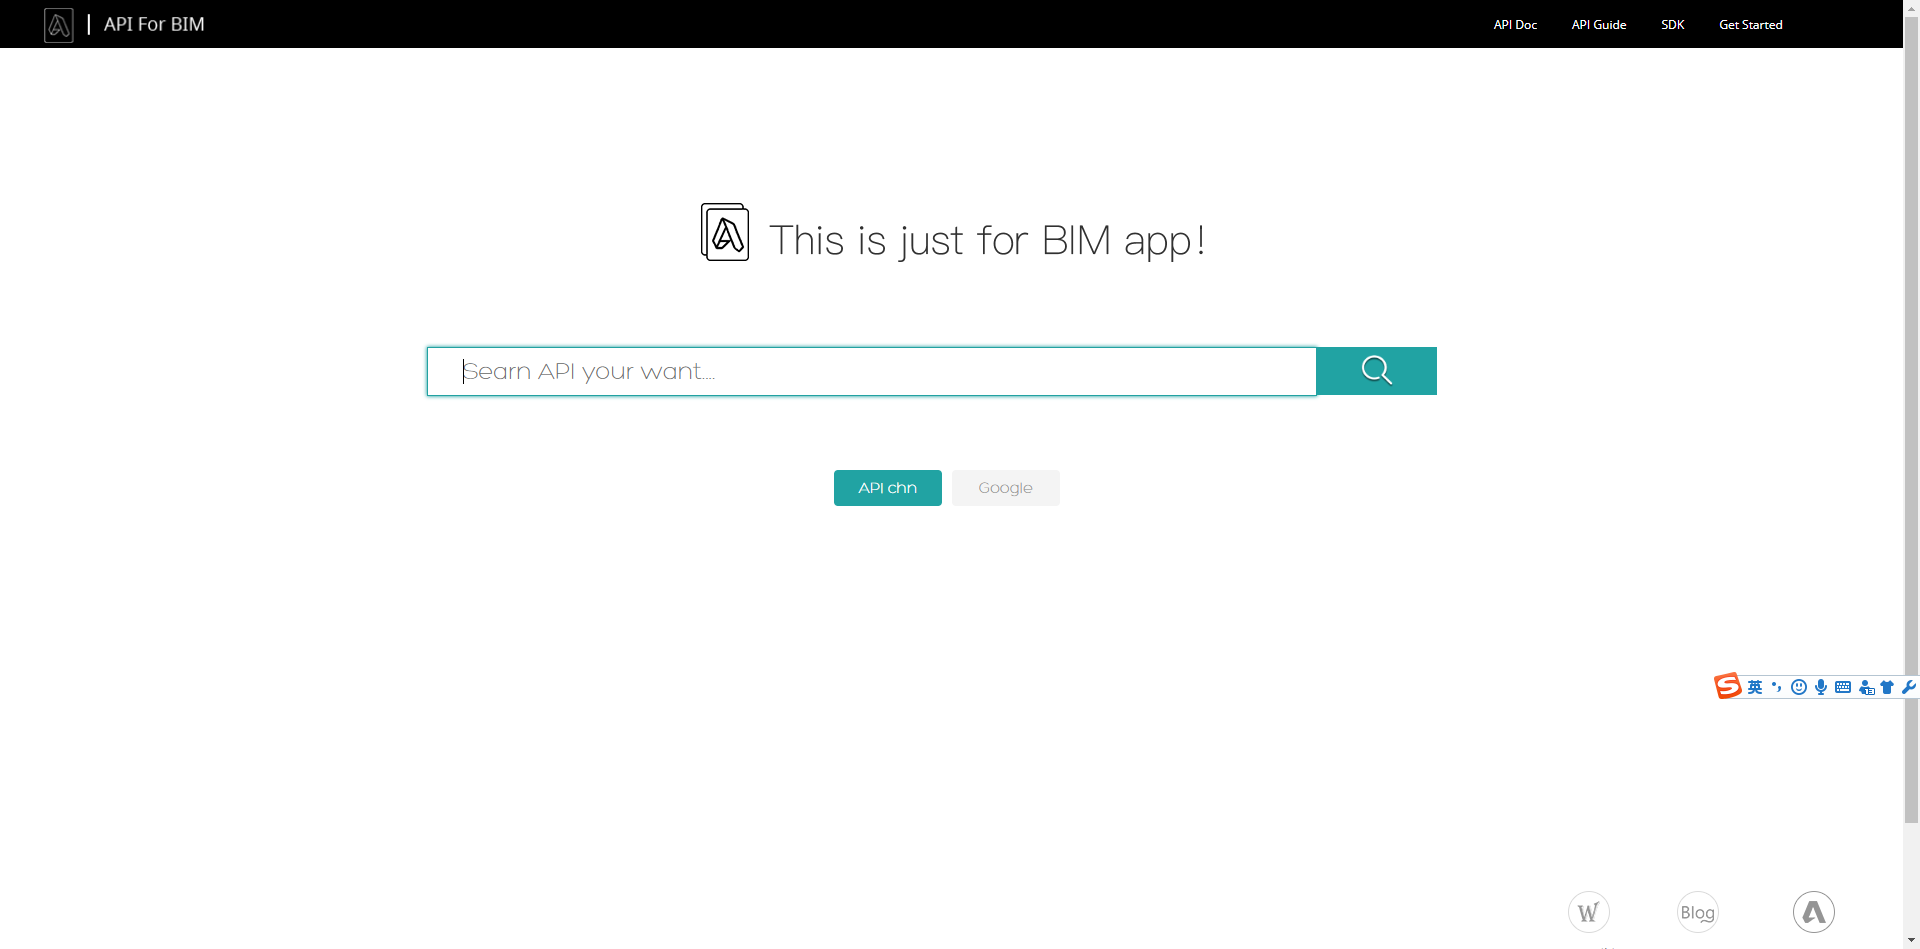 API For BIM
API Doc
API Guide
SDK
Get Started
This is just for BIM app!
Searn API your want....
API chn
Google
英
W
Blog